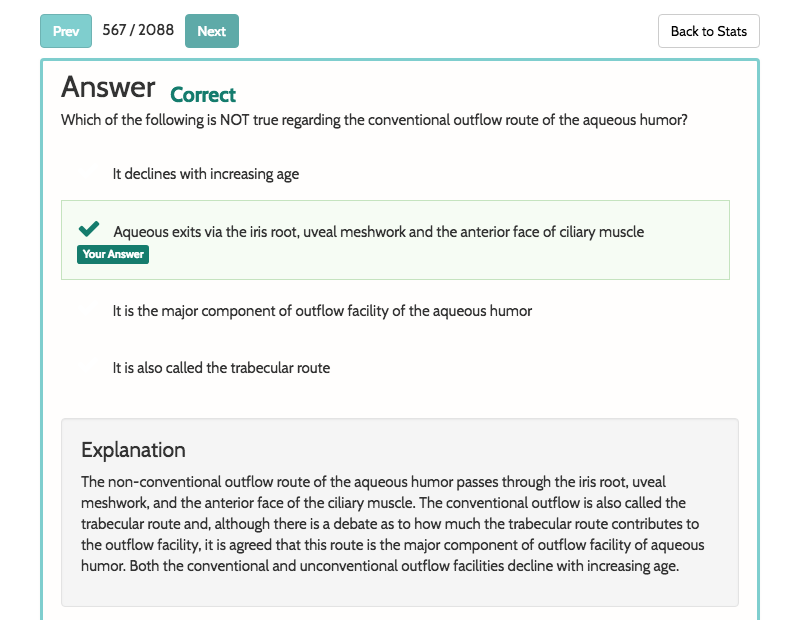 Prev 567 / 2088 Next Back to Stats
Answer Correct
Which of the following is NOT true regarding the conventional outflow route of the aqueous humor?
It declines with increasing age
Aqueous exits via the iris root, uveal meshwork and the anterior face of ciliary muscle
Your Answer
It is the major component of outflow facility of the aqueous humor
It is also called the trabecular route
Explanation
The non-conventional outflow route of the aqueous humor passes through the iris root, uveal
meshwork, and the anterior face of the ciliary muscle. The conventional outflow is also called the
trabecular route and, although there is a debate as to how much the trabecular route contributes to
the outflow facility, it is agreed that this route is the major component of outflow facility of aqueous
humor. Both the conventional and unconventional outflow facilities decline with increasing age.